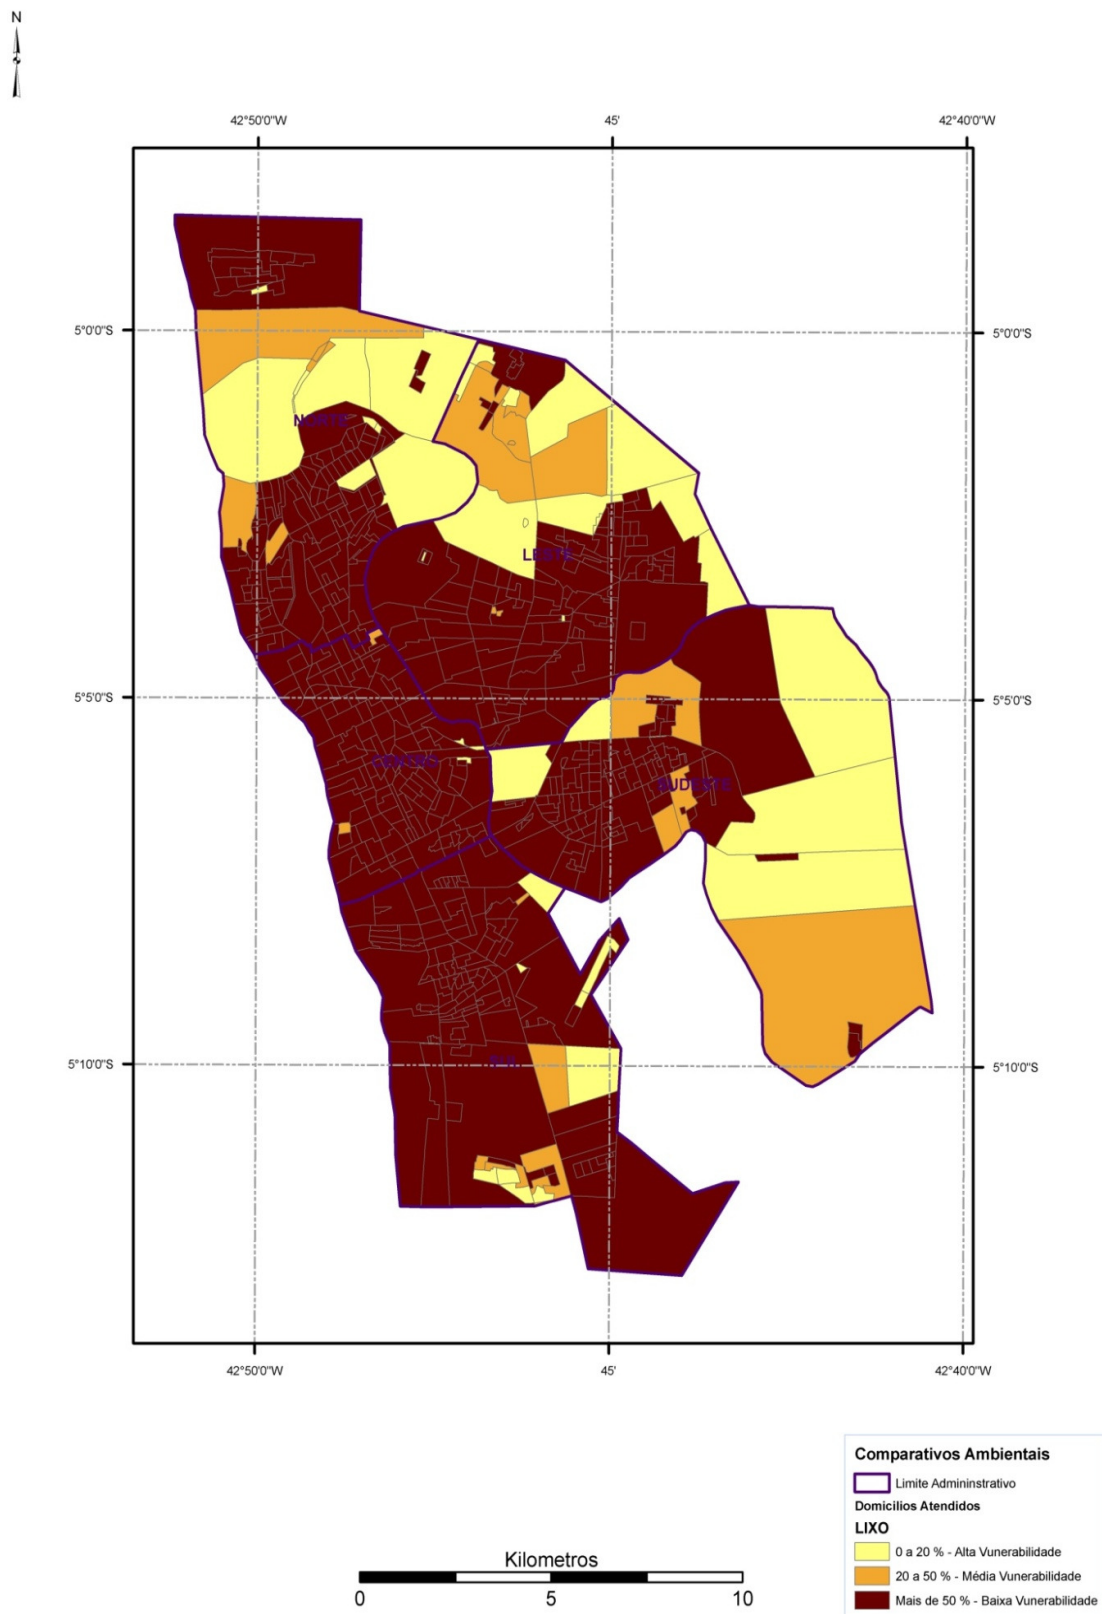 N
42°50'0"W 45' 42°40'0"W
5°0'0"S 5°0'0"S
NORTE
LESTE
5°50'0"S 5°5'0"S
CENTRO
SUDESTE
5°10'0"S 5°10'0"S
SUL
42°50'0"W 45' 42°40'0"W
Comparativos Ambientais
Limite Admininstrativo
Domicilios Atendidos
LIXO
0 a 20 % - Alta Vunerabilidade
20 a 50 % - Média Vunerabilidade
Mais de 50 % - Baixa Vunerabilidade
Kilometros
0 5 10